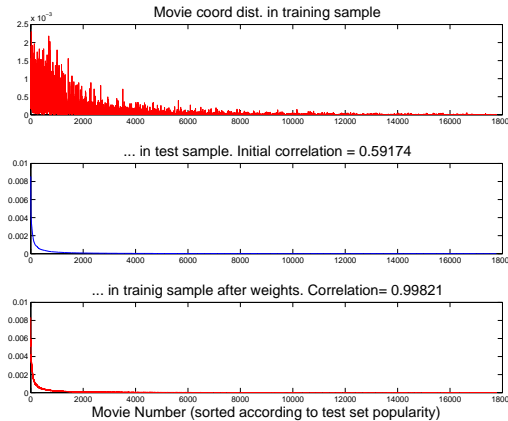 Movie coord dist. in training sample
x 10^-3
2.5
2
1.5
1
0.5
0
0 2000 4000 6000 8000 10000 12000 14000 16000 1800
... in test sample. Initial correlation = 0.59174
0.01
0.008
0.006
0.004
0.002
0
0 2000 4000 6000 8000 10000 12000 14000 16000 1800
... in trainig sample after weights. Correlation= 0.99821
0.01
0.008
0.006
0.004
0.002
0
0 2000 4000 6000 8000 10000 12000 14000 16000 1800
Movie Number (sorted according to test set popularity)